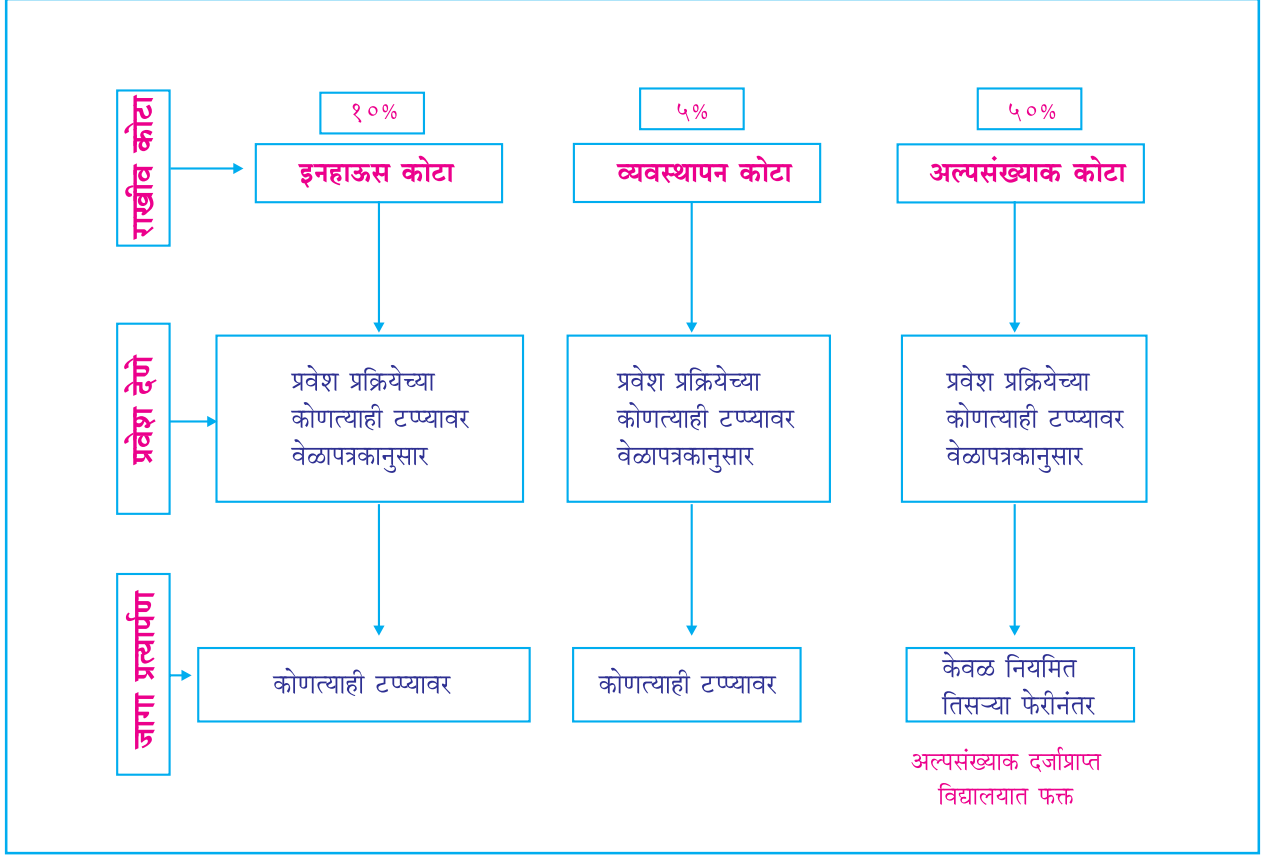 राखीव कोटा
१०%
५%
५०%
इनहाऊस कोटा
व्यवस्थापन कोटा
अल्पसंख्याक कोटा
प्रवेश देणे
प्रवेश प्रक्रियेच्या
कोणत्याही टप्प्यावर
वेळापत्रकानुसार
प्रवेश प्रक्रियेच्या
कोणत्याही टप्प्यावर
वेळापत्रकानुसार
प्रवेश प्रक्रियेच्या
कोणत्याही टप्प्यावर
वेळापत्रकानुसार
जागा प्रत्यार्पण
कोणत्याही टप्प्यावर
कोणत्याही टप्प्यावर
केवळ नियमित
तिसऱ्या फेरीनंतर
अल्पसंख्याक दर्जाप्राप्त
विद्यालयात फक्त